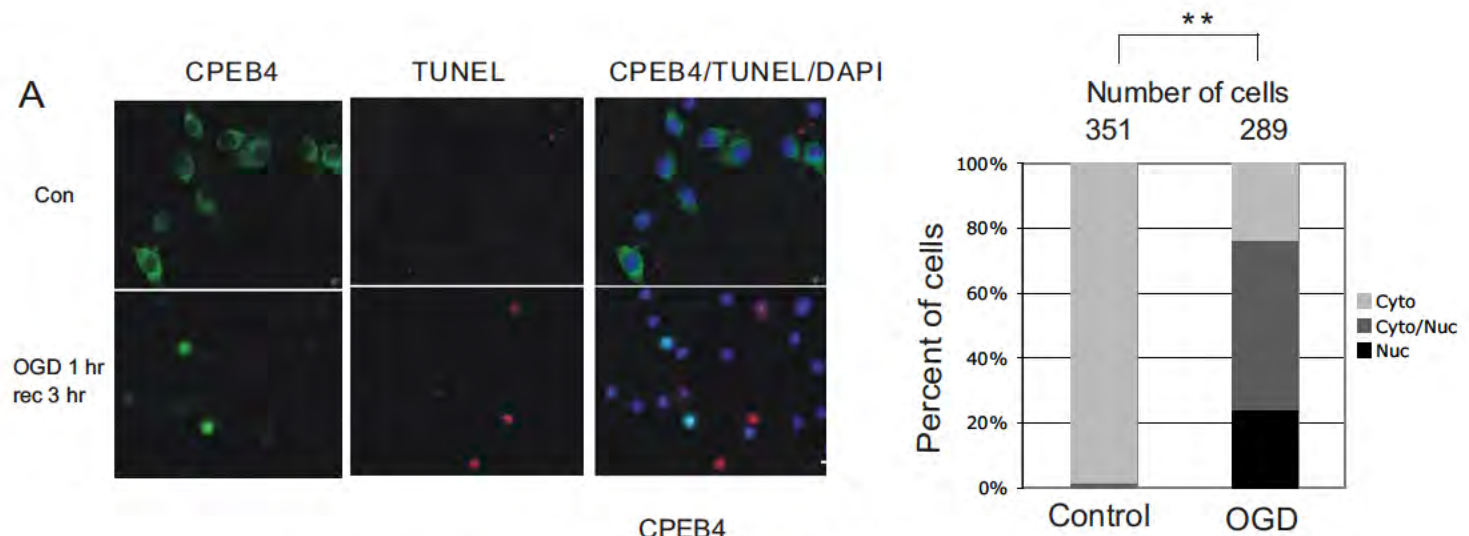 A
CPEB4
TUNEL
CPEB4/TUNEL/DAPI
Con
OGD 1 hr
rec 3 hr
CPEB4
**
Number of cells
351
289
Percent of cells
100%
80%
60%
40%
20%
0%
Control
OGD
Cyto
Cyto/Nuc
Nuc